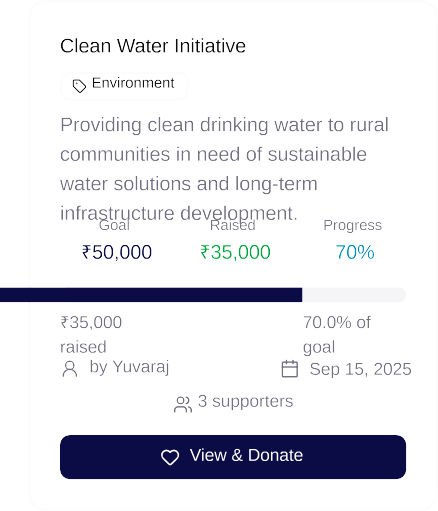 Clean Water Initiative
Environment
Providing clean drinking water to rural
communities in need of sustainable
water solutions and long-term
infrastructure development.
Goal Raised Progress
₹50,000 ₹35,000 70%
₹35,000 raised
70.0% of goal
by Yuvaraj Sep 15, 2025
3 supporters
View & Donate